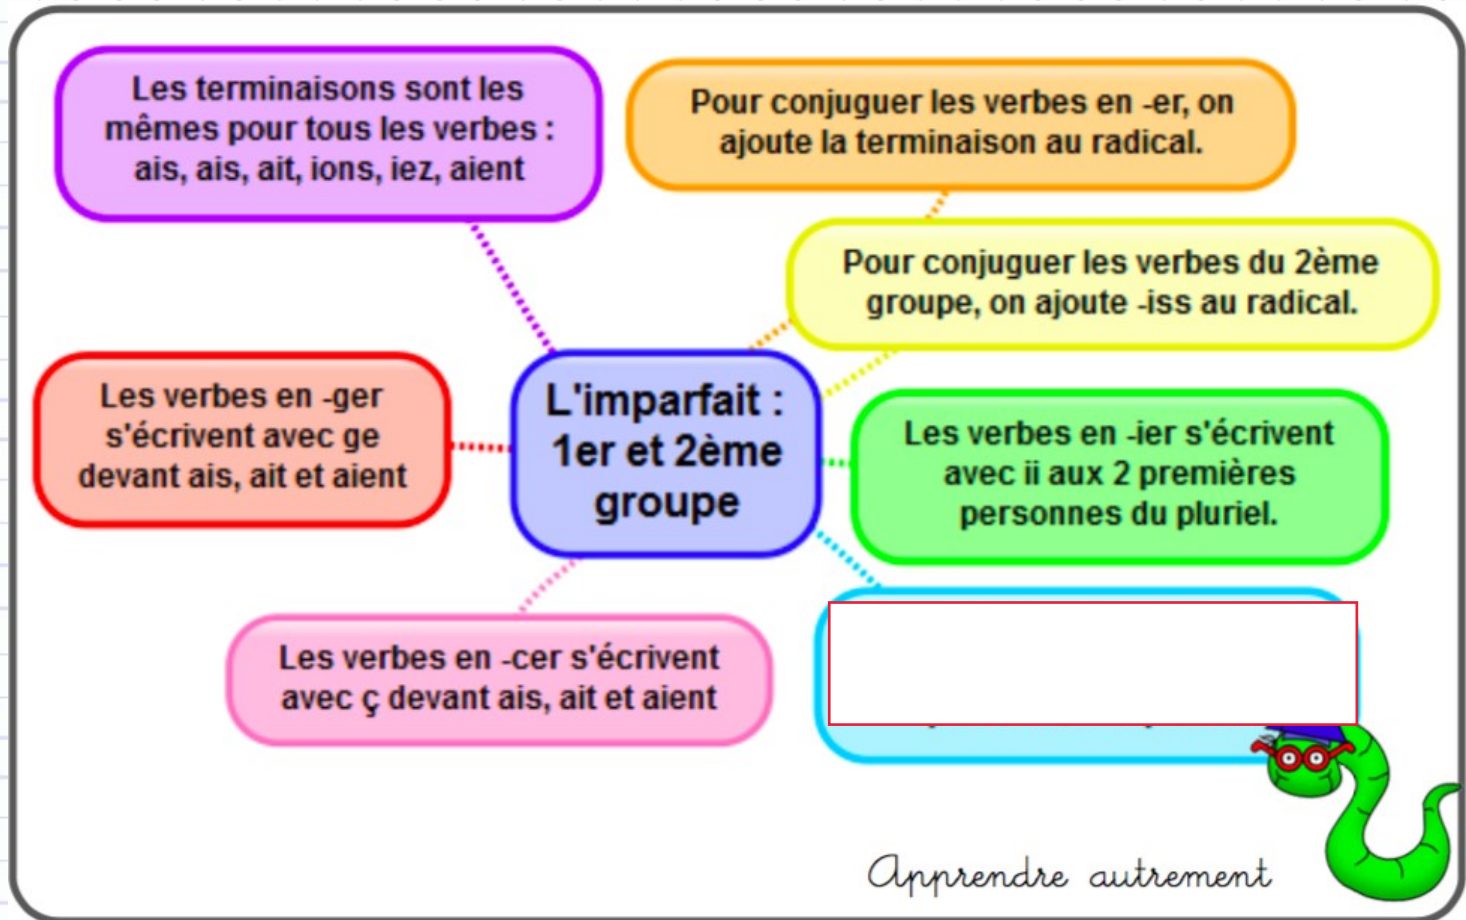 Les terminaisons sont les
mêmes pour tous les verbes :
ais, ais, ait, ions, iez, aient
Pour conjuguer les verbes en -er, on
ajoute la terminaison au radical.
Pour conjuguer les verbes du 2ème
groupe, on ajoute -iss au radical.
Les verbes en -ger
s'écrivent avec ge
devant ais, ait et aient
L'imparfait :
1er et 2ème
groupe
Les verbes en -ier s'écrivent
avec ii aux 2 premières
personnes du pluriel.
Les verbes en -cer s'écrivent
avec ç devant ais, ait et aient
Apprendre autrement